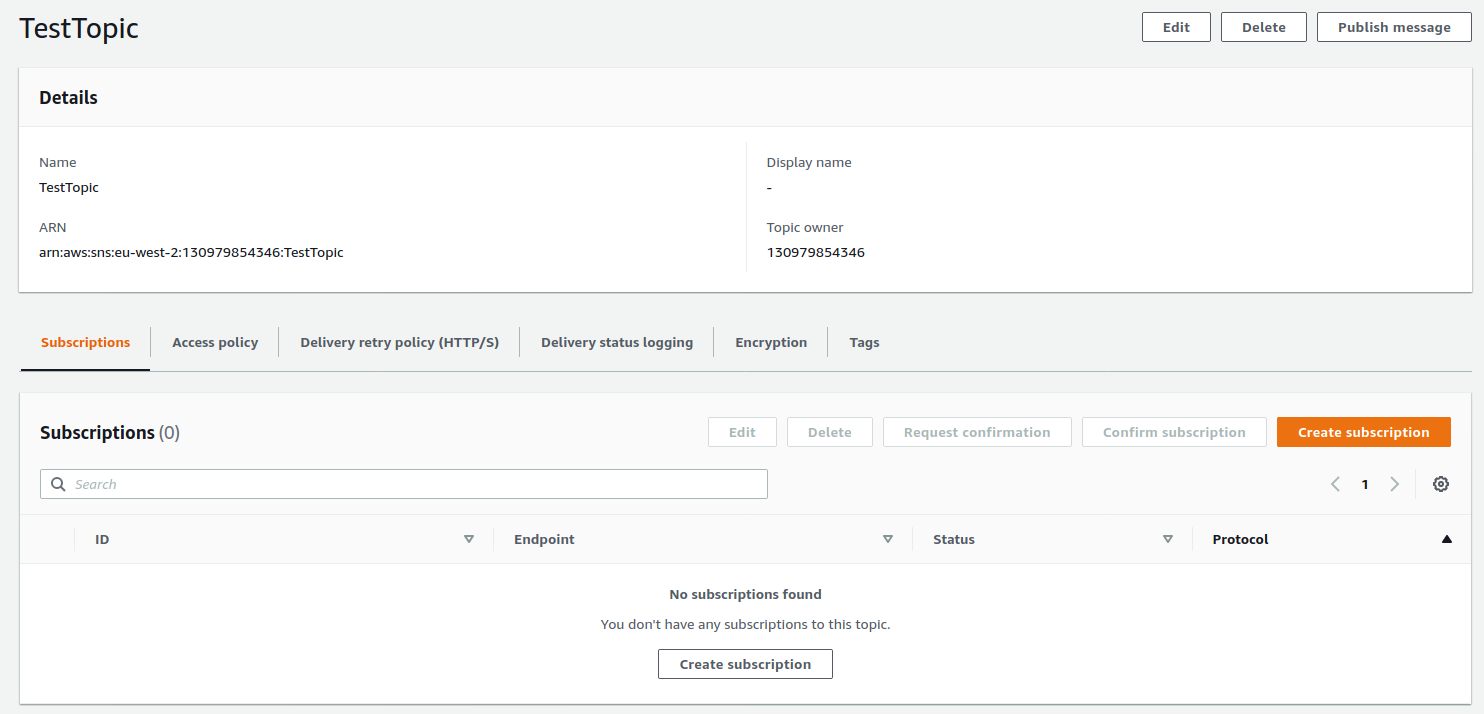 TestTopic
Edit
Delete
Publish message
Details
Name
TestTopic
Display name
-
ARN
arn:aws:sns:eu-west-2:130979854346:TestTopic
Topic owner
130979854346
Subscriptions
Access policy
Delivery retry policy (HTTP/S)
Delivery status logging
Encryption
Tags
Subscriptions (0)
Edit
Delete
Request confirmation
Confirm subscription
Create subscription
Search
1
ID
Endpoint
Status
Protocol
No subscriptions found
You don't have any subscriptions to this topic.
Create subscription